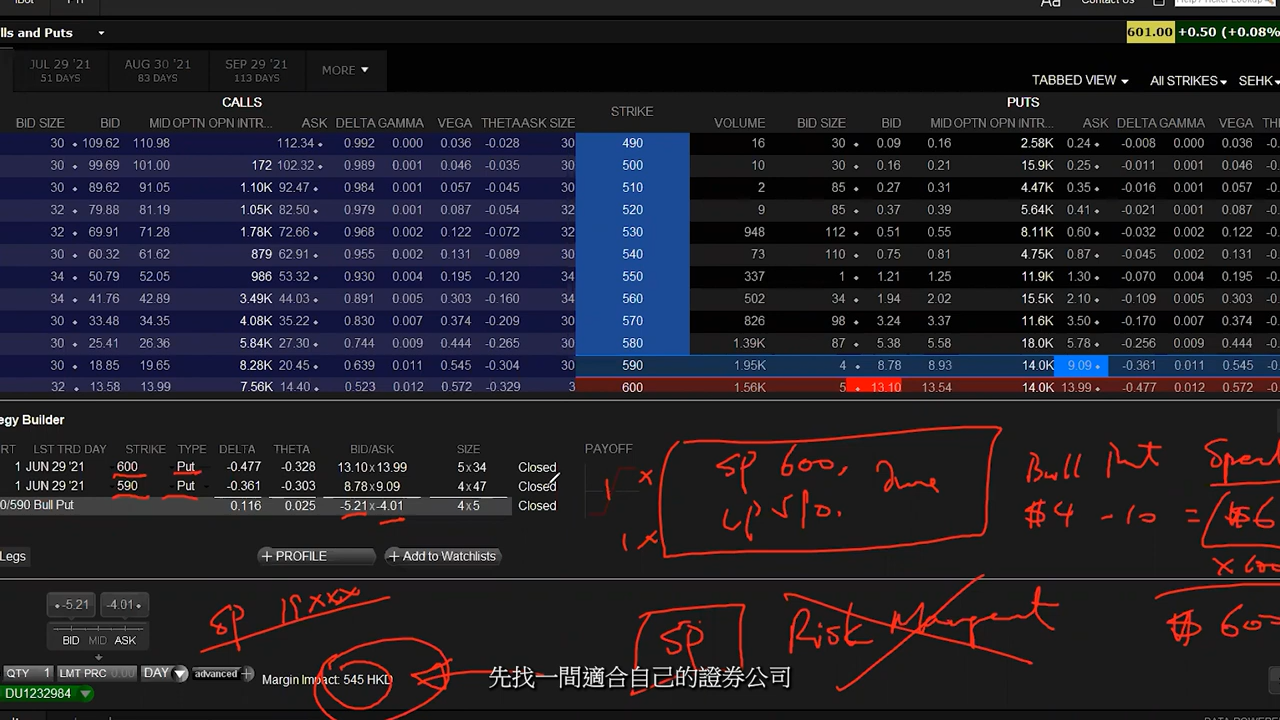 Contact Us
lls and Puts
601.00 +0.50 (+0.08%
JUL 29 '21 AUG 30 '21 SEP 29 '21 MORE
51 DAYS 83 DAYS 113 DAYS
TABBED VIEW All STRIKES SEHK
CALLS STRIKE PUTS
BID SIZE BID MID OPTN OPN INTR... ASK DELTA GAMMA VEGA THETA ASK SIZE VOLUME BID SIZE BID MID OPTN OPN INTR... ASK DELTA GAMMA VEGA
30 109.62 110.98 112.34 0.992 0.000 0.036 -0.028 30 490 16 30 0.09 0.16 2.58K 0.24 -0.008 0.000 0.036
30 99.69 101.00 172 102.32 0.989 0.001 0.046 -0.035 30 500 10 30 0.16 0.21 15.9K 0.25 -0.011 0.001 0.046
30 89.62 91.05 1.10K 92.47 0.984 0.001 0.057 -0.045 30 510 2 85 0.27 0.31 4.47K 0.35 -0.016 0.001 0.057
32 79.88 81.19 1.05K 82.50 0.979 0.001 0.087 -0.054 32 520 9 85 0.37 0.39 5.64K 0.41 -0.021 0.001 0.087
32 69.91 71.28 1.78K 72.66 0.968 0.002 0.122 -0.072 32 530 948 112 0.51 0.55 8.11K 0.60 -0.032 0.002 0.122
30 60.32 61.62 879 62.91 0.955 0.002 0.131 -0.089 30 540 73 110 0.75 0.81 4.75K 0.87 -0.045 0.002 0.131
34 50.79 52.05 986 53.32 0.930 0.004 0.195 -0.120 34 550 337 1 1.21 1.25 11.9K 1.30 -0.070 0.004 0.195
34 41.76 42.89 3.49K 44.03 0.891 0.005 0.303 -0.160 34 560 502 34 1.94 2.02 15.5K 2.10 -0.109 0.005 0.303
30 33.48 34.35 4.08K 35.22 0.830 0.007 0.374 -0.209 30 570 826 98 3.24 3.37 11.6K 3.50 -0.170 0.007 0.374
30 25.41 26.36 5.84K 27.30 0.744 0.009 0.444 -0.265 30 580 1.39K 87 5.38 5.58 18.0K 5.78 -0.256 0.009 0.444
30 18.85 19.65 8.28K 20.45 0.639 0.011 0.545 -0.304 30 590 1.95K 4 8.78 8.93 14.0K 9.09 -0.361 0.011 0.545
32 13.58 13.99 7.56K 14.40 0.523 0.012 0.572 -0.329 3 600 1.56K 5 13.10 13.54 14.0K 13.99 -0.477 0.012 0.572
egy Builder
RT LST TRD DAY STRIKE TYPE DELTA THETA BID/ASK SIZE PAYOFF
1 JUN 29 '21 600 Put -0.477 -0.328 13.10x13.99 5x34 Closed
1 JUN 29 '21 590 Put -0.361 -0.303 8.78x9.09 4x47 Closed
0/590 Bull Put 0.116 0.025 -5.21x-4.01 4x5 Closed
SP 600, June
Bull Put
$4 - 10 = $6
Legs + PROFILE + Add to Watchlists
-5.21 -4.01
BID MID ASK
SP 19xxx
SP Risk
QTY 1 LMT PRC 0.00 DAY advanced +
Margin Impact: 545 HKD
DU1232984
先找一間適合自己的證券公司